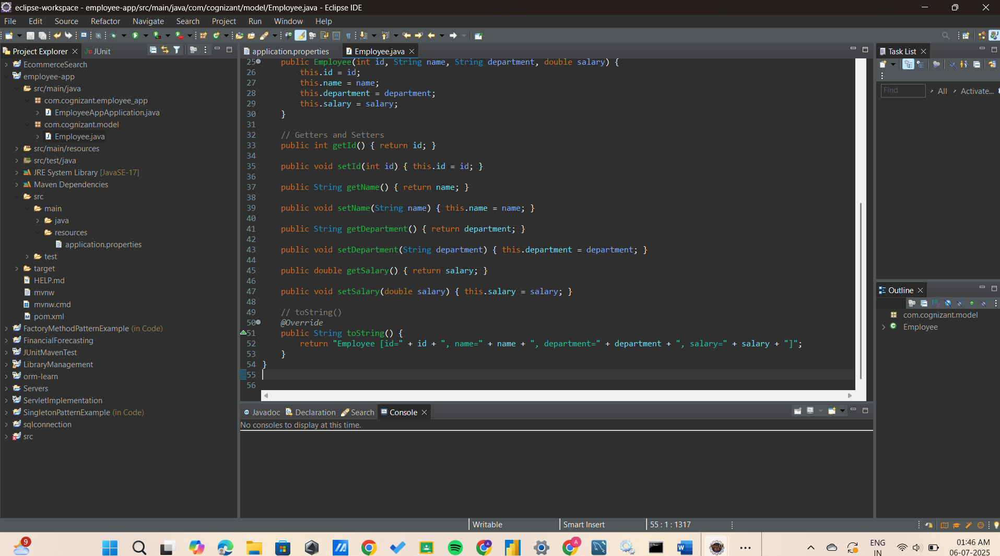 eclipse-workspace - employee-app/src/main/java/com/cognizant/model/Employee.java - Eclipse IDE
File Edit Source Refactor Navigate Search Project Run Window Help
Project Explorer
JUnit
EcommerceSearch
employee-app
src/main/java
com.cognizant.employee_app
EmployeeAppApplication.java
com.cognizant.model
Employee.java
src/main/resources
src/test/java
JRE System Library [JavaSE-17]
Maven Dependencies
src
main
java
resources
application.properties
test
target
HELP.md
mvnw
mvnw.cmd
pom.xml
FactoryMethodPatternExample (in Code)
FinancialForecasting
JUnitMavenTest
LibraryManagement
orm-learn
Servers
ServletImplementation
SingletonPatternExample (in Code)
sqlconnection
src
application.properties
Employee.java
25 public Employee(int id, String name, String department, double salary) {
26 this.id = id;
27 this.name = name;
28 this.department = department;
29 this.salary = salary;
30 }
31
32 // Getters and Setters
33 public int getId() { return id; }
34
35 public void setId(int id) { this.id = id; }
36
37 public String getName() { return name; }
38
39 public void setName(String name) { this.name = name; }
40
41 public String getDepartment() { return department; }
42
43 public void setDepartment(String department) { this.department = department; }
44
45 public double getSalary() { return salary; }
46
47 public void setSalary(double salary) { this.salary = salary; }
48
49 // toString()
50 @Override
51 public String toString() {
52 return "Employee [id=" + id + ", name=" + name + ", department=" + department + ", salary=" + salary + "]";
53 }
54 }
55
56
Javadoc
Declaration
Search
Console
No consoles to display at this time.
Task List
Find
All
Activate...
Outline
com.cognizant.model
Employee
Writable
Smart Insert
55 : 1 : 1317
9
ENG
IN
01:46 AM
06-07-2025